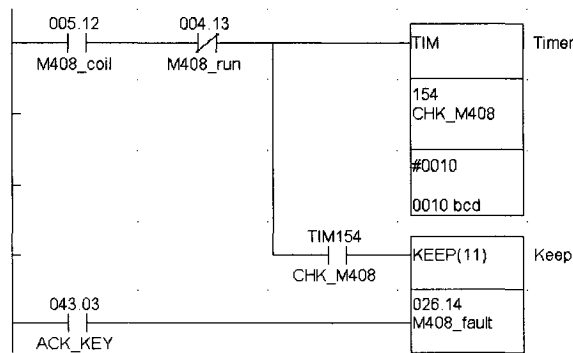 005.12 004.13
M408_coil M408_run
TIM Timer
154
CHK_M408
#0010
0010 bcd
TIM154
CHK_M408
KEEP(11) Keep
043.03
ACK_KEY
026.14
M408_fault